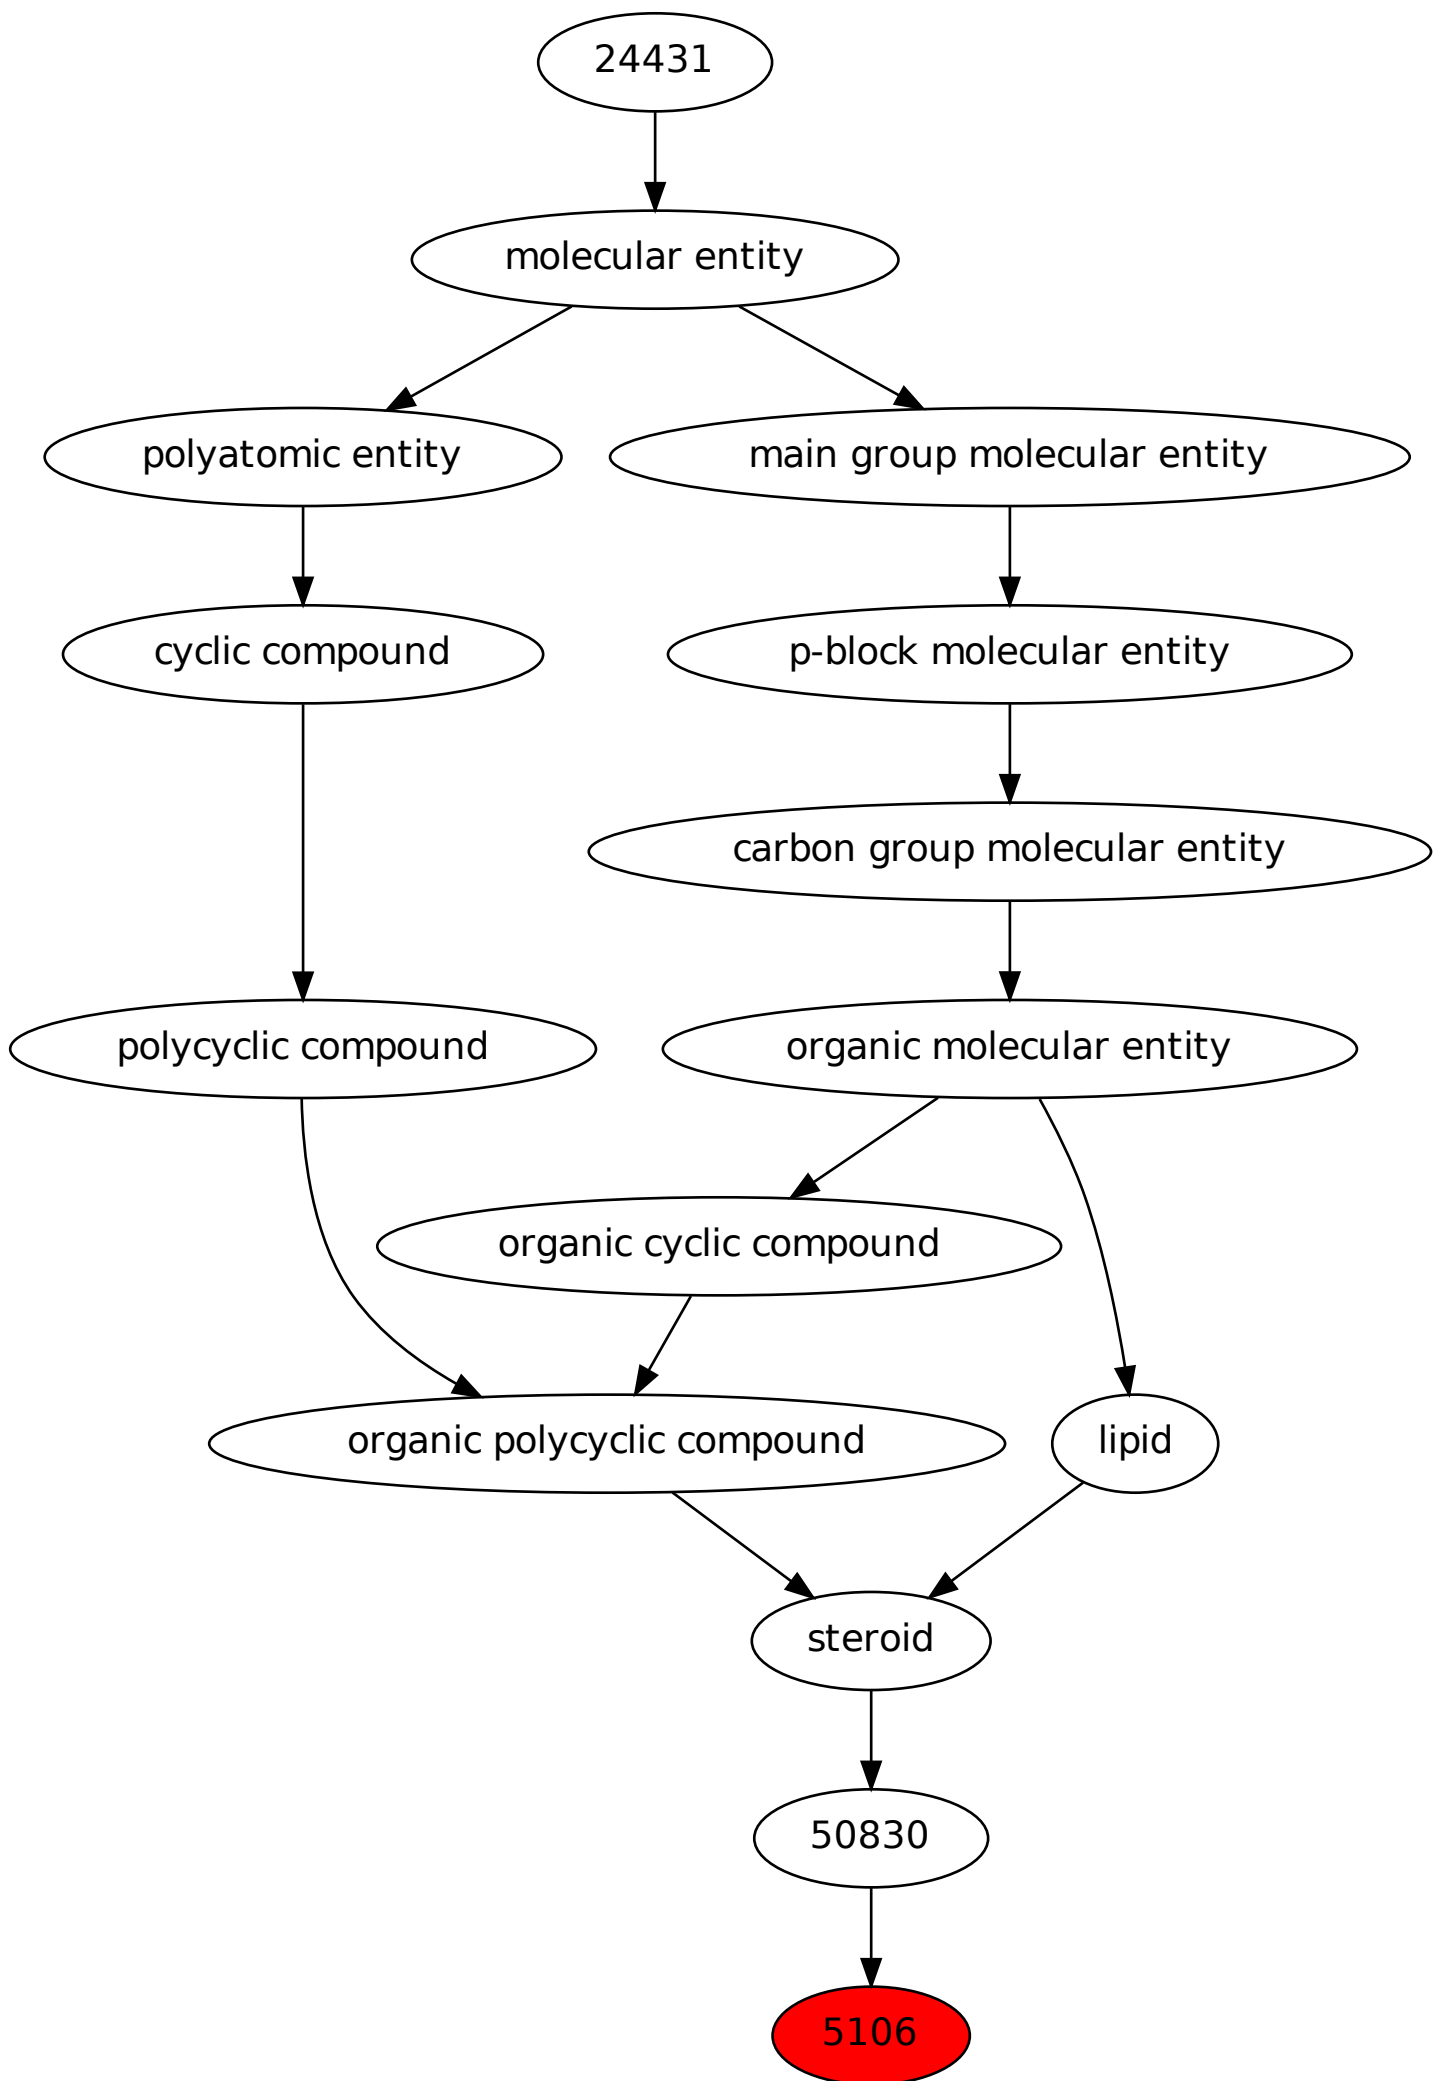 24431
molecular entity
polyatomic entity
main group molecular entity
cyclic compound
p-block molecular entity
carbon group molecular entity
polycyclic compound
organic molecular entity
organic cyclic compound
organic polycyclic compound
lipid
steroid
50830
5106